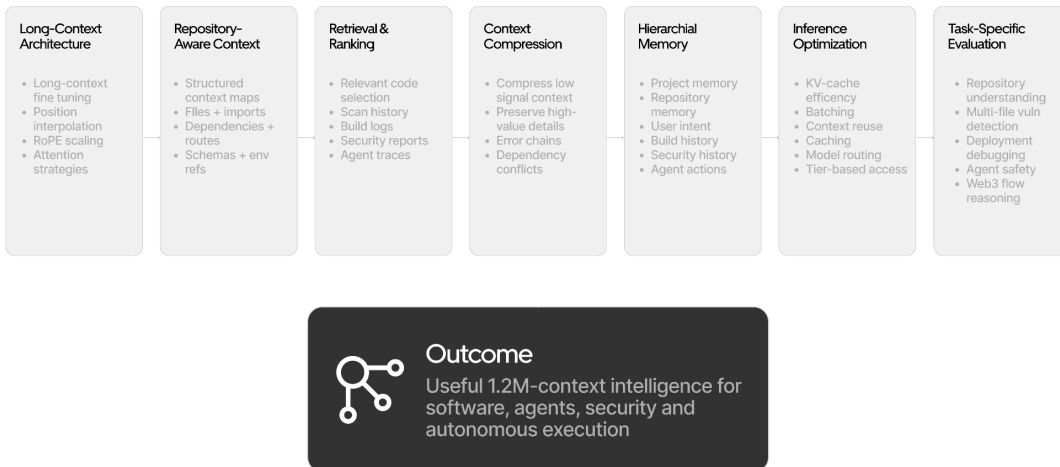 Long-Context
Architecture
• Long-context
fine tuning
• Position
interpolation
• RoPE scaling
• Attention
strategies
Repository-
Aware Context
• Structured
context maps
• FIles + imports
• Dependencies +
routes
• Schemas + env
refs
Retrieval &
Ranking
• Relevant code
selection
• Scan history
• Build logs
• Security reports
• Agent traces
Context
Compression
• Compress low
signal context
• Preserve high-
value details
• Error chains
• Dependency
conflicts
Hierarchial
Memory
• Project memory
• Repository
memory
• User intent
• Build history
• Security history
• Agent actions
Inference
Optimization
• KV-cache
efficency
• Batching
• Context reuse
• Caching
• Model routing
• Tier-based access
Task-Specific
Evaluation
• Repository
understanding
• Multi-file vuln
detection
• Deployment
debugging
• Agent safety
• Web3 flow
reasoning
Outcome
Useful 1.2M-context intelligence for
software, agents, security and
autonomous execution